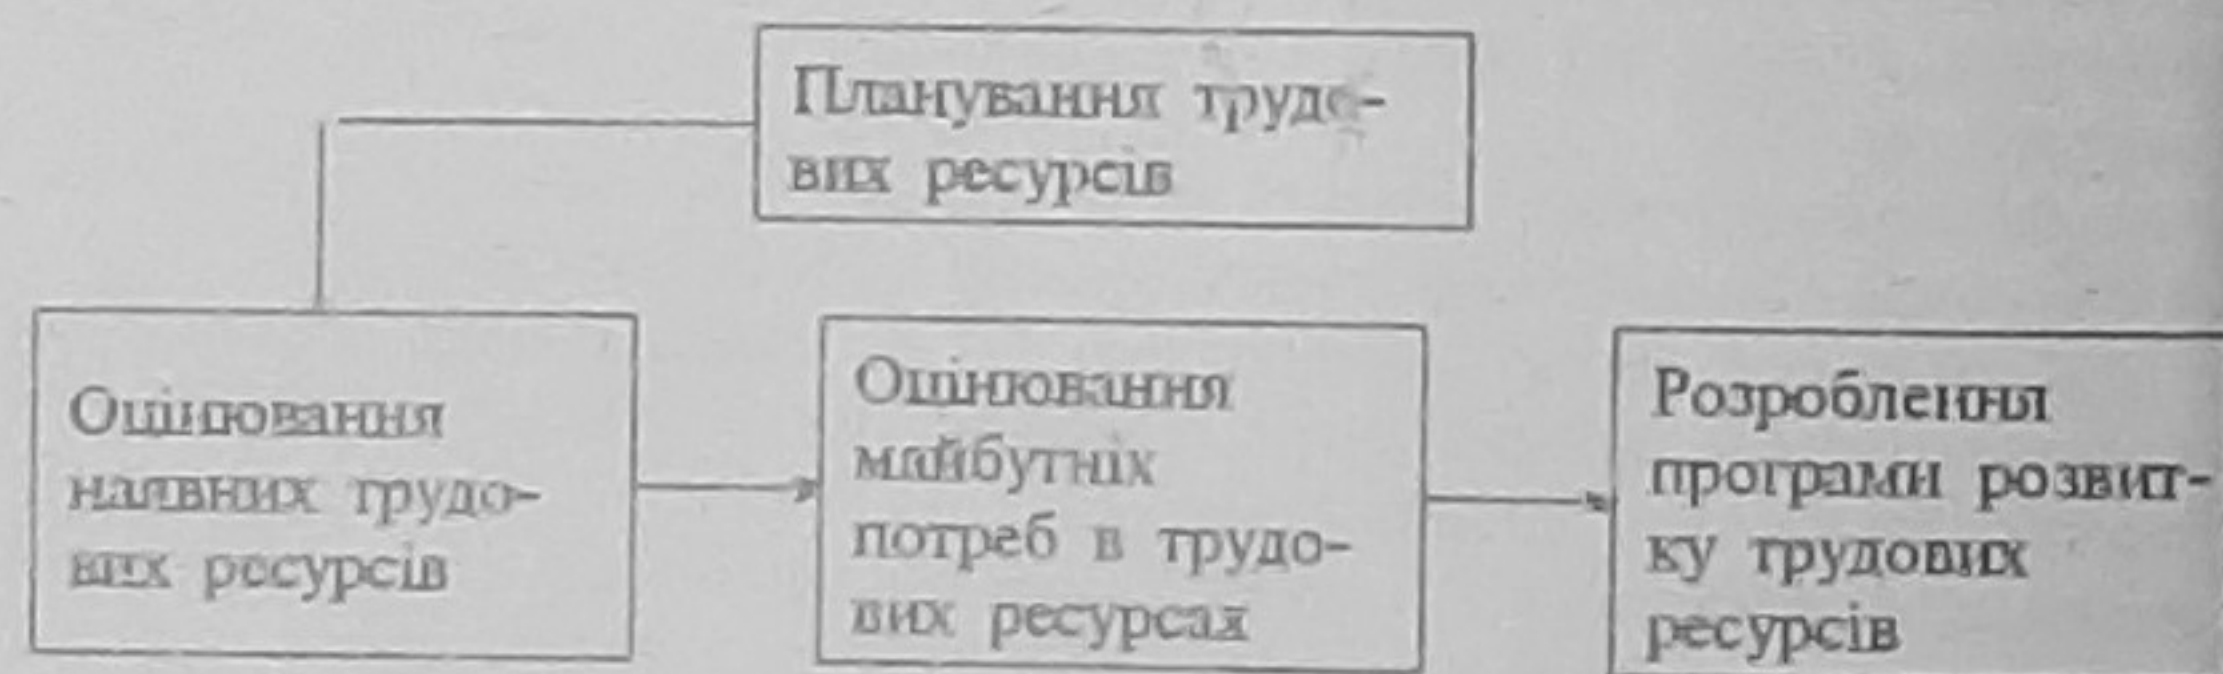 Планування трудо-
вих ресурсів
Оцінювання
наявних трудо-
вих ресурсів
Оцінювання
майбутніх
потреб в трудо-
вих ресурсах
Розроблення
програми розвит-
ку трудових
ресурсів